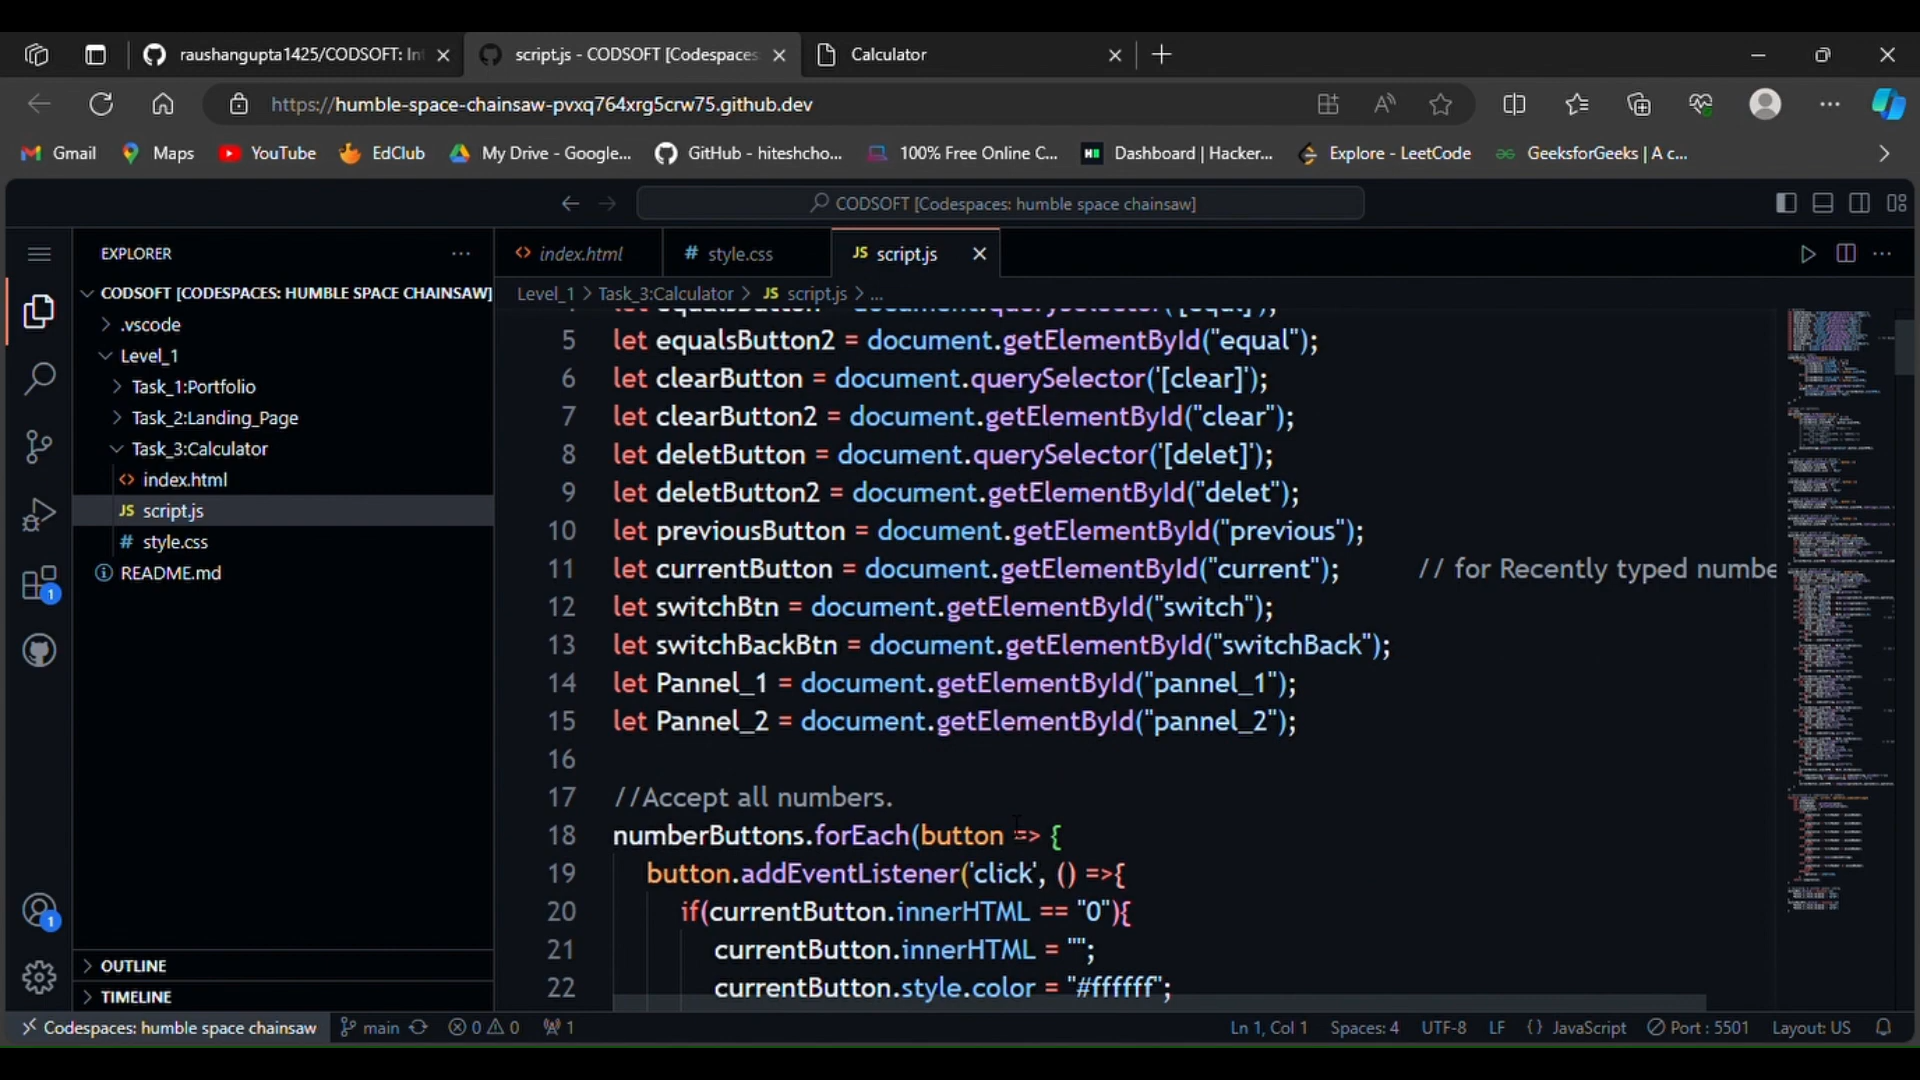 raushangupta1425/CODSOFT: In
script.js - CODSOFT [Codespaces
Calculator
https://humble-space-chainsaw-pvxq764xrg5crw75.github.dev
Gmail Maps YouTube EdClub My Drive - Google... GitHub - hiteshcho... 100% Free Online C... Dashboard | Hacker... Explore - LeetCode GeeksforGeeks | A c...
CODSOFT [Codespaces: humble space chainsaw]
EXPLORER
CODSOFT [CODESPACES: HUMBLE SPACE CHAINSAW]
.vscode
Level_1
Task_1:Portfolio
Task_2:Landing_Page
Task_3:Calculator
index.html
JS script.js
# style.css
README.md
OUTLINE
TIMELINE
1
1
<> index.html # style.css JS script.js
Level_1 > Task_3:Calculator > JS script.js > ...
5 let equalsButton2 = document.getElementById("equal");
6 let clearButton = document.querySelector('[clear]');
7 let clearButton2 = document.getElementById("clear");
8 let deletButton = document.querySelector('[delet]');
9 let deletButton2 = document.getElementById("delet");
10 let previousButton = document.getElementById("previous");
11 let currentButton = document.getElementById("current"); // for Recently typed numbe
12 let switchBtn = document.getElementById("switch");
13 let switchBackBtn = document.getElementById("switchBack");
14 let Pannel_1 = document.getElementById("pannel_1");
15 let Pannel_2 = document.getElementById("pannel_2");
16
17 //Accept all numbers.
18 numberButtons.forEach(button => {
19 button.addEventListener('click', () =>{
20 if(currentButton.innerHTML == "0"){
21 currentButton.innerHTML = "";
22 currentButton.style.color = "#ffffff";
Codespaces: humble space chainsaw main 0 0 1 Ln 1, Col 1 Spaces: 4 UTF-8 LF {} JavaScript Port : 5501 Layout: US